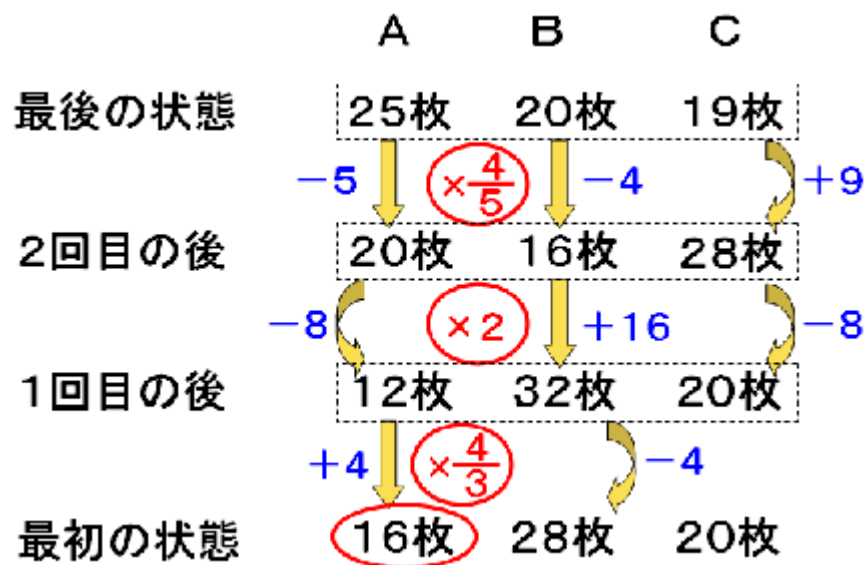 A B C
最後の状態 25枚 20枚 19枚
−5 ×4/5 −4 +9
2回目の後 20枚 16枚 28枚
−8 ×2 +16 −8
1回目の後 12枚 32枚 20枚
+4 ×4/3 −4
最初の状態 16枚 28枚 20枚